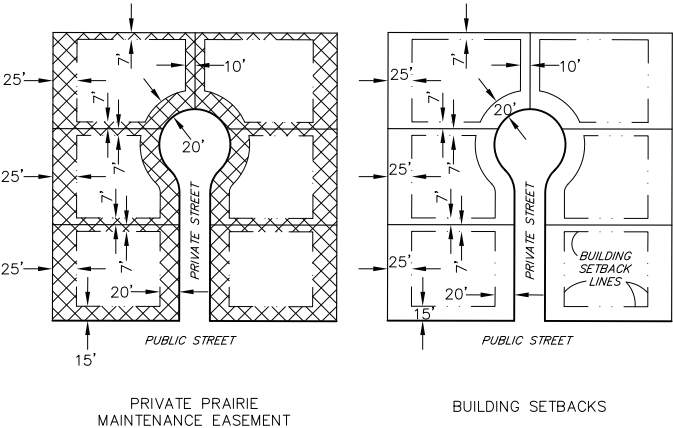 7'
25'
10'
7'
7'
20'
25'
7'
7'
PRIVATE STREET
25'
7'
20'
15'
PUBLIC STREET
PRIVATE PRAIRIE
MAINTENANCE EASEMENT
7'
25'
10'
7'
20'
7'
25'
7'
PRIVATE STREET
25'
7'
20'
15'
BUILDING
SETBACK
LINES
PUBLIC STREET
BUILDING SETBACKS